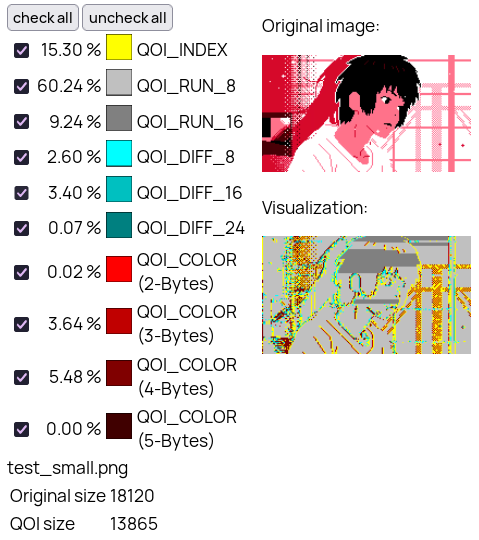 check all uncheck all
15.30 % QOI_INDEX
60.24 % QOI_RUN_8
9.24 % QOI_RUN_16
2.60 % QOI_DIFF_8
3.40 % QOI_DIFF_16
0.07 % QOI_DIFF_24
0.02 % QOI_COLOR
(2-Bytes)
3.64 % QOI_COLOR
(3-Bytes)
5.48 % QOI_COLOR
(4-Bytes)
0.00 % QOI_COLOR
(5-Bytes)
test_small.png
Original size 18120
QOI size 13865
Original image:
Visualization: